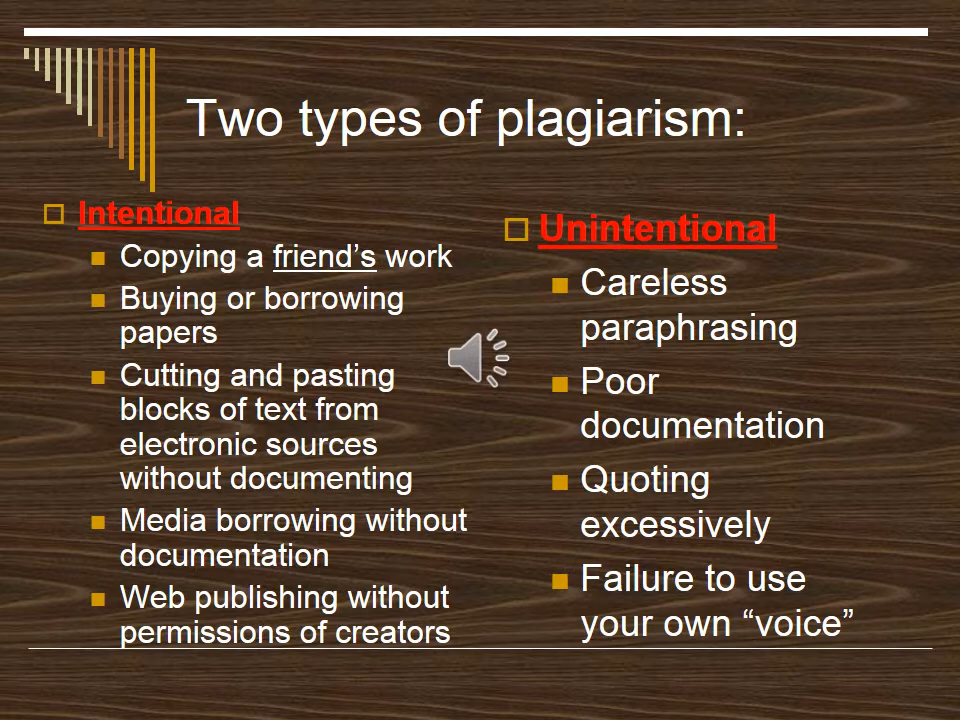 Two types of plagiarism:
Intentional
Copying a friend’s work
Buying or borrowing
papers
Cutting and pasting
blocks of text from
electronic sources
without documenting
Media borrowing without
documentation
Web publishing without
permissions of creators
Unintentional
Careless
paraphrasing
Poor
documentation
Quoting
excessively
Failure to use
your own “voice”